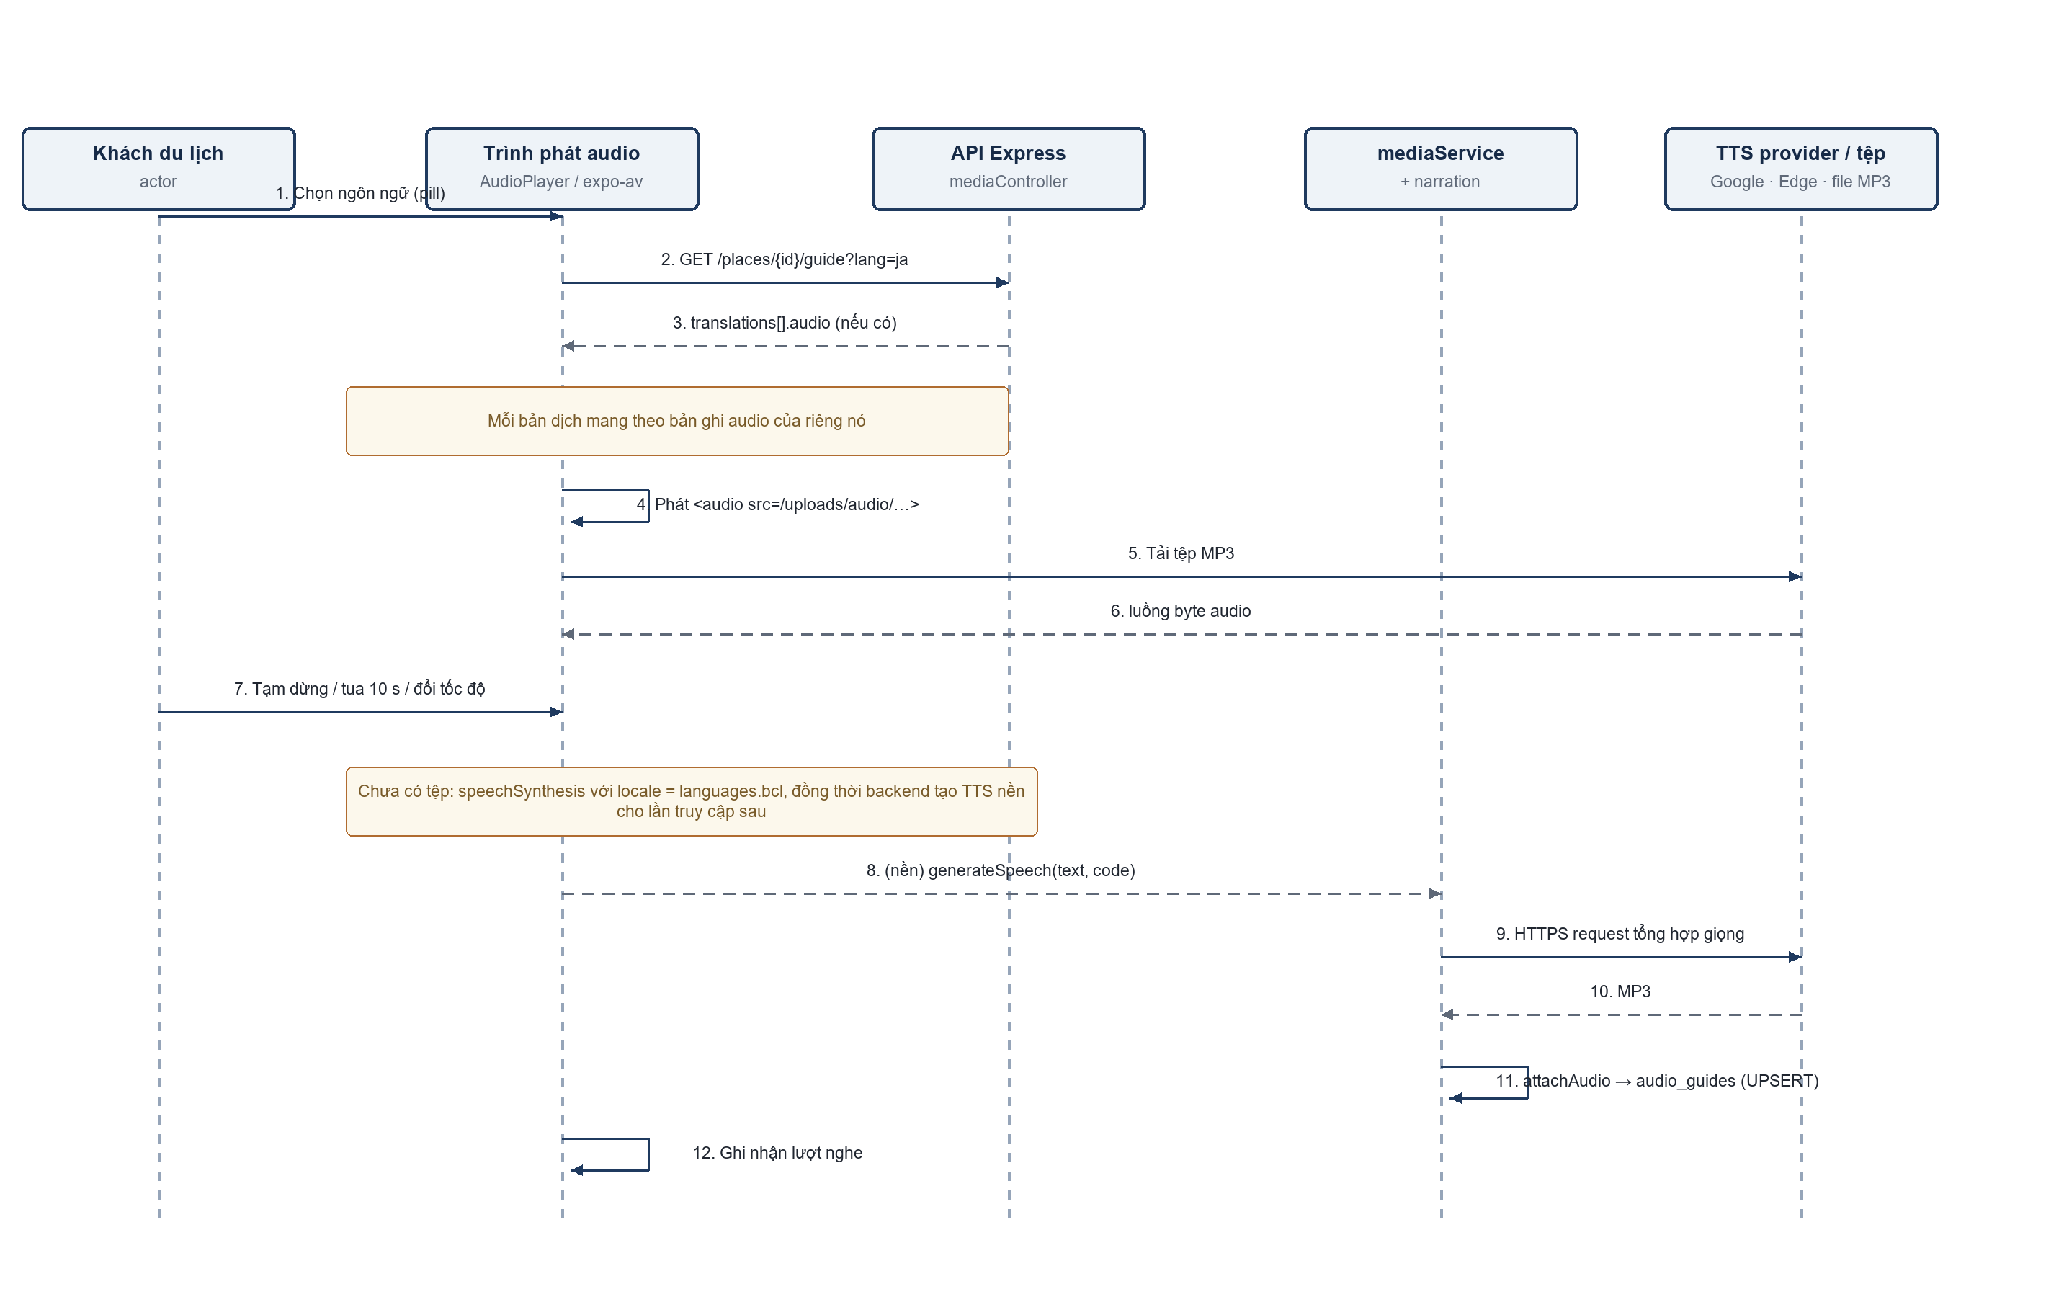 Khách du lịch
actor
Trình phát audio
AudioPlayer / expo-av
API Express
mediaController
mediaService
+ narration
TTS provider / tệp
Google · Edge · file MP3
1. Chọn ngôn ngữ (pill)
2. GET /places/{id}/guide?lang=ja
3. translations[].audio (nếu có)
Mỗi bản dịch mang theo bản ghi audio của riêng nó
4. Phát <audio src=/uploads/audio/…>
5. Tải tệp MP3
6. luồng byte audio
7. Tạm dừng / tua 10 s / đổi tốc độ
Chưa có tệp: speechSynthesis với locale = languages.bcl, đồng thời backend tạo TTS nền
cho lần truy cập sau
8. (nền) generateSpeech(text, code)
9. HTTPS request tổng hợp giọng
10. MP3
11. attachAudio → audio_guides (UPSERT)
12. Ghi nhận lượt nghe